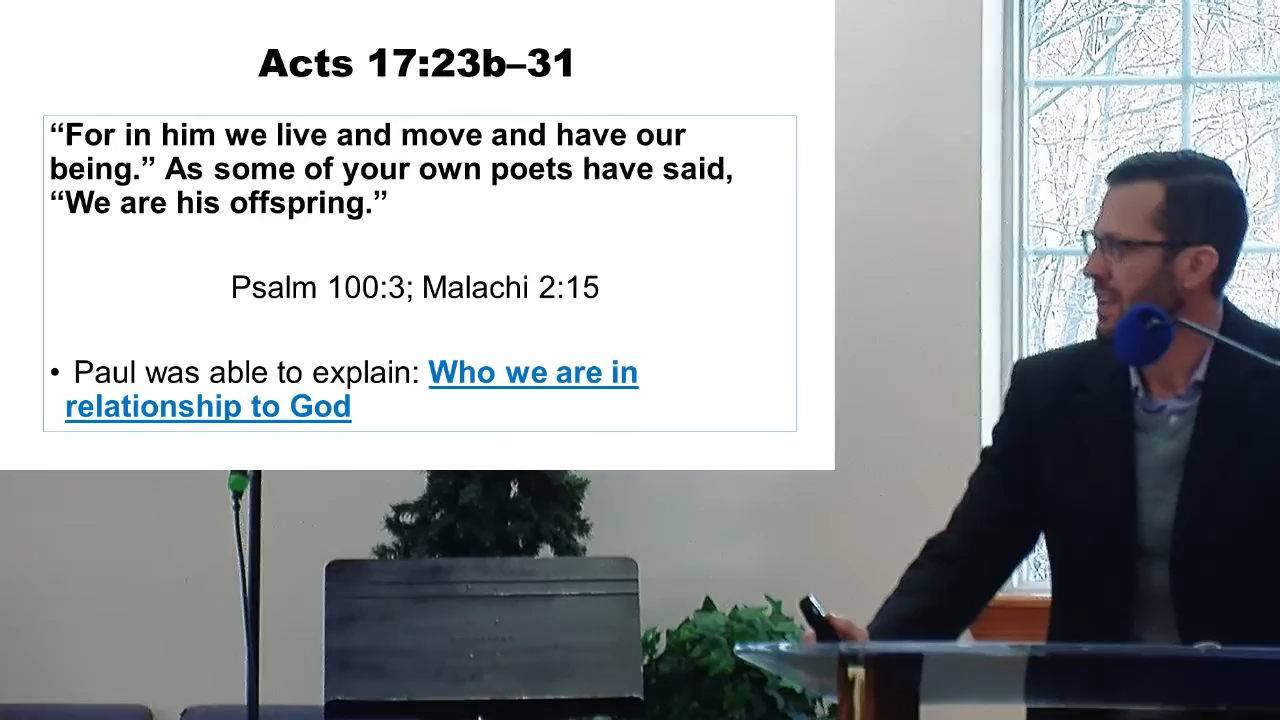 Acts 17:23b–31
“For in him we live and move and have our
being.” As some of your own poets have said,
“We are his offspring.”
Psalm 100:3; Malachi 2:15
• Paul was able to explain: Who we are in
relationship to God